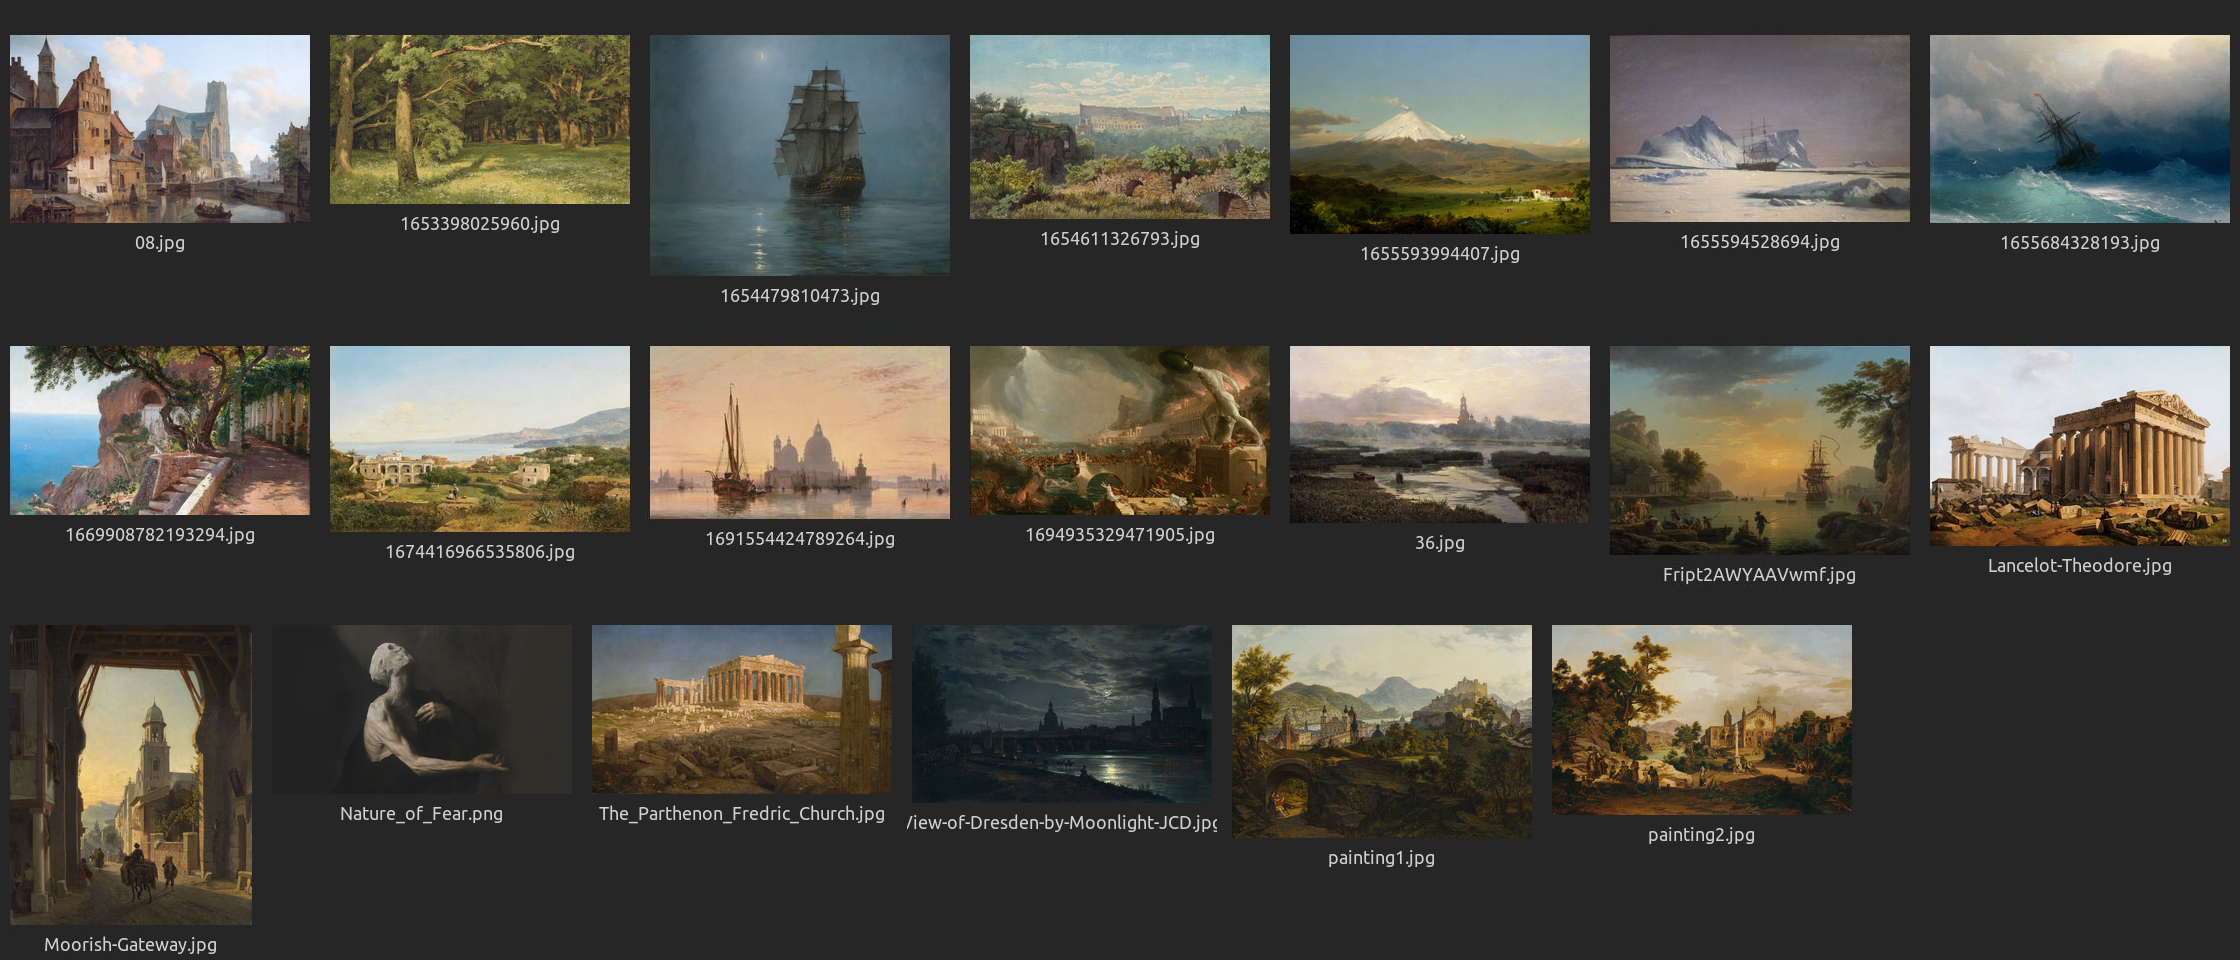 08.jpg
1653398025960.jpg
1654479810473.jpg
1654611326793.jpg
1655593994407.jpg
1655594528694.jpg
1655684328193.jpg
1669908782193294.jpg
1674416966535806.jpg
1691554424789264.jpg
1694935329471905.jpg
36.jpg
Fript2AWYAAVwmf.jpg
Lancelot-Theodore.jpg
Moorish-Gateway.jpg
Nature_of_Fear.png
The_Parthenon_Fredric_Church.jpg
View-of-Dresden-by-Moonlight-JCD.jpg
painting1.jpg
painting2.jpg